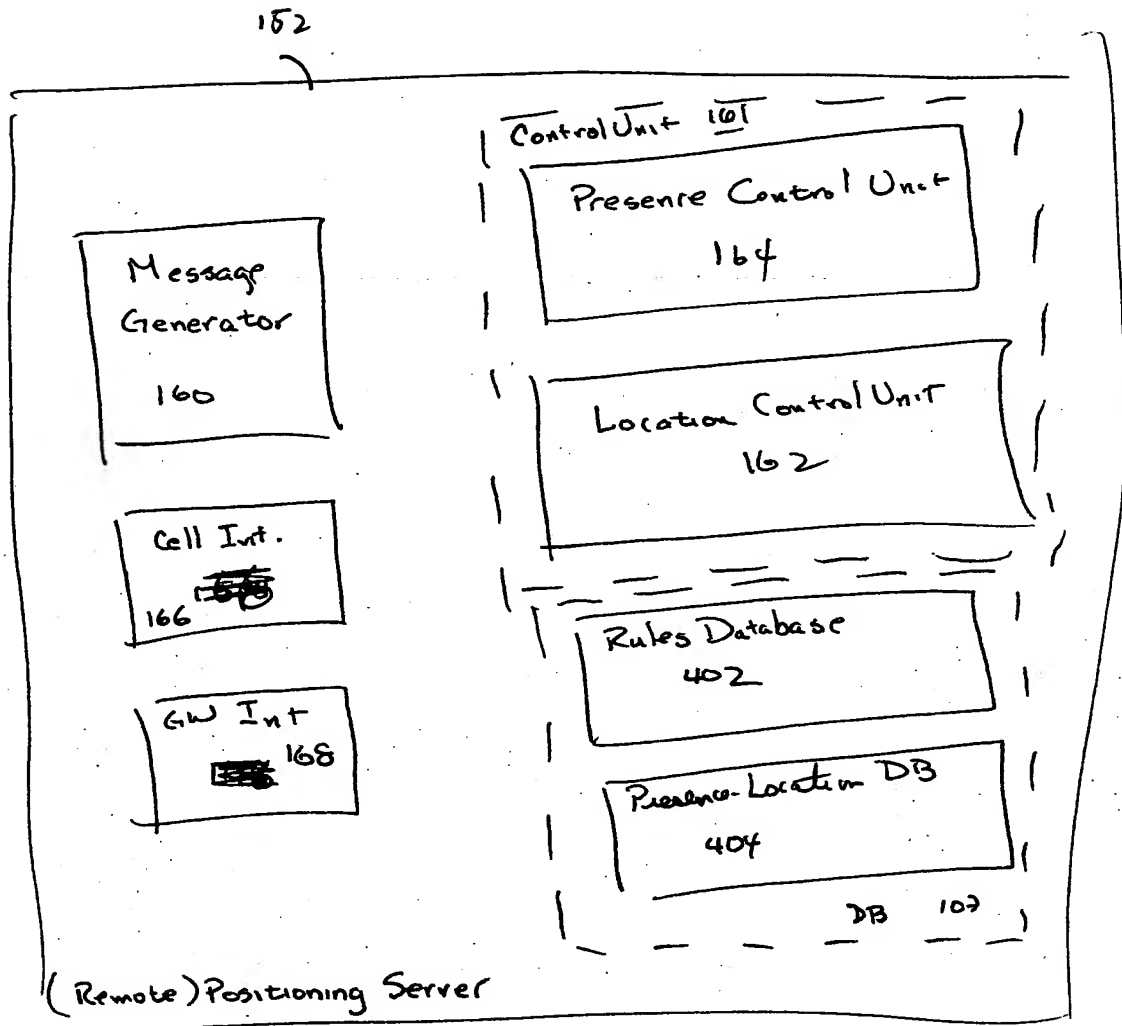 152
Control Unit 161
Presence Control Unit
164
Message
Generator
160
Location Control Unit
162
Cell Int.
166
Rules Database
402
GW Int
168
Presence-Location DB
404
DB 107
(Remote) Positioning Server